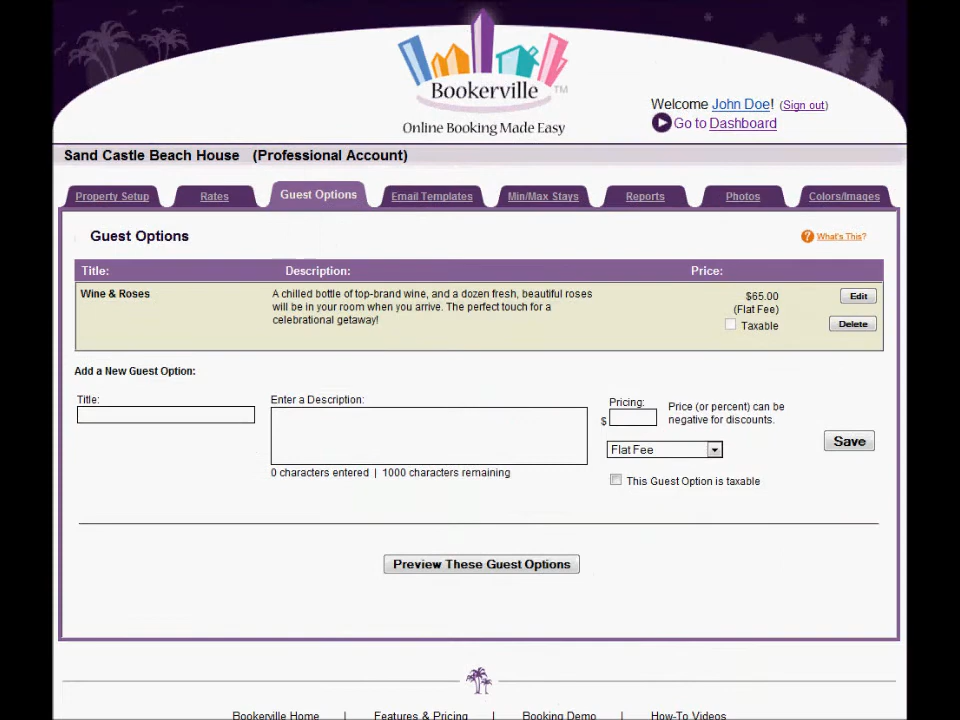 Bookerville TM
Online Booking Made Easy
Welcome John Doe! (Sign out)
Go to Dashboard
Sand Castle Beach House (Professional Account)
Property Setup
Rates
Guest Options
Email Templates
Min/Max Stays
Reports
Photos
Colors/Images
Guest Options
? What's This?
Title: Description: Price:
Wine & Roses
A chilled bottle of top-brand wine, and a dozen fresh, beautiful roses
will be in your room when you arrive. The perfect touch for a
celebrational getaway!
$65.00
(Flat Fee)
Taxable
Edit
Delete
Add a New Guest Option:
Title:
Enter a Description:
0 characters entered | 1000 characters remaining
Pricing:
$
Price (or percent) can be
negative for discounts.
Flat Fee
This Guest Option is taxable
Save
Preview These Guest Options
Bookerville Home | Features & Pricing | Booking Demo | How-To Videos